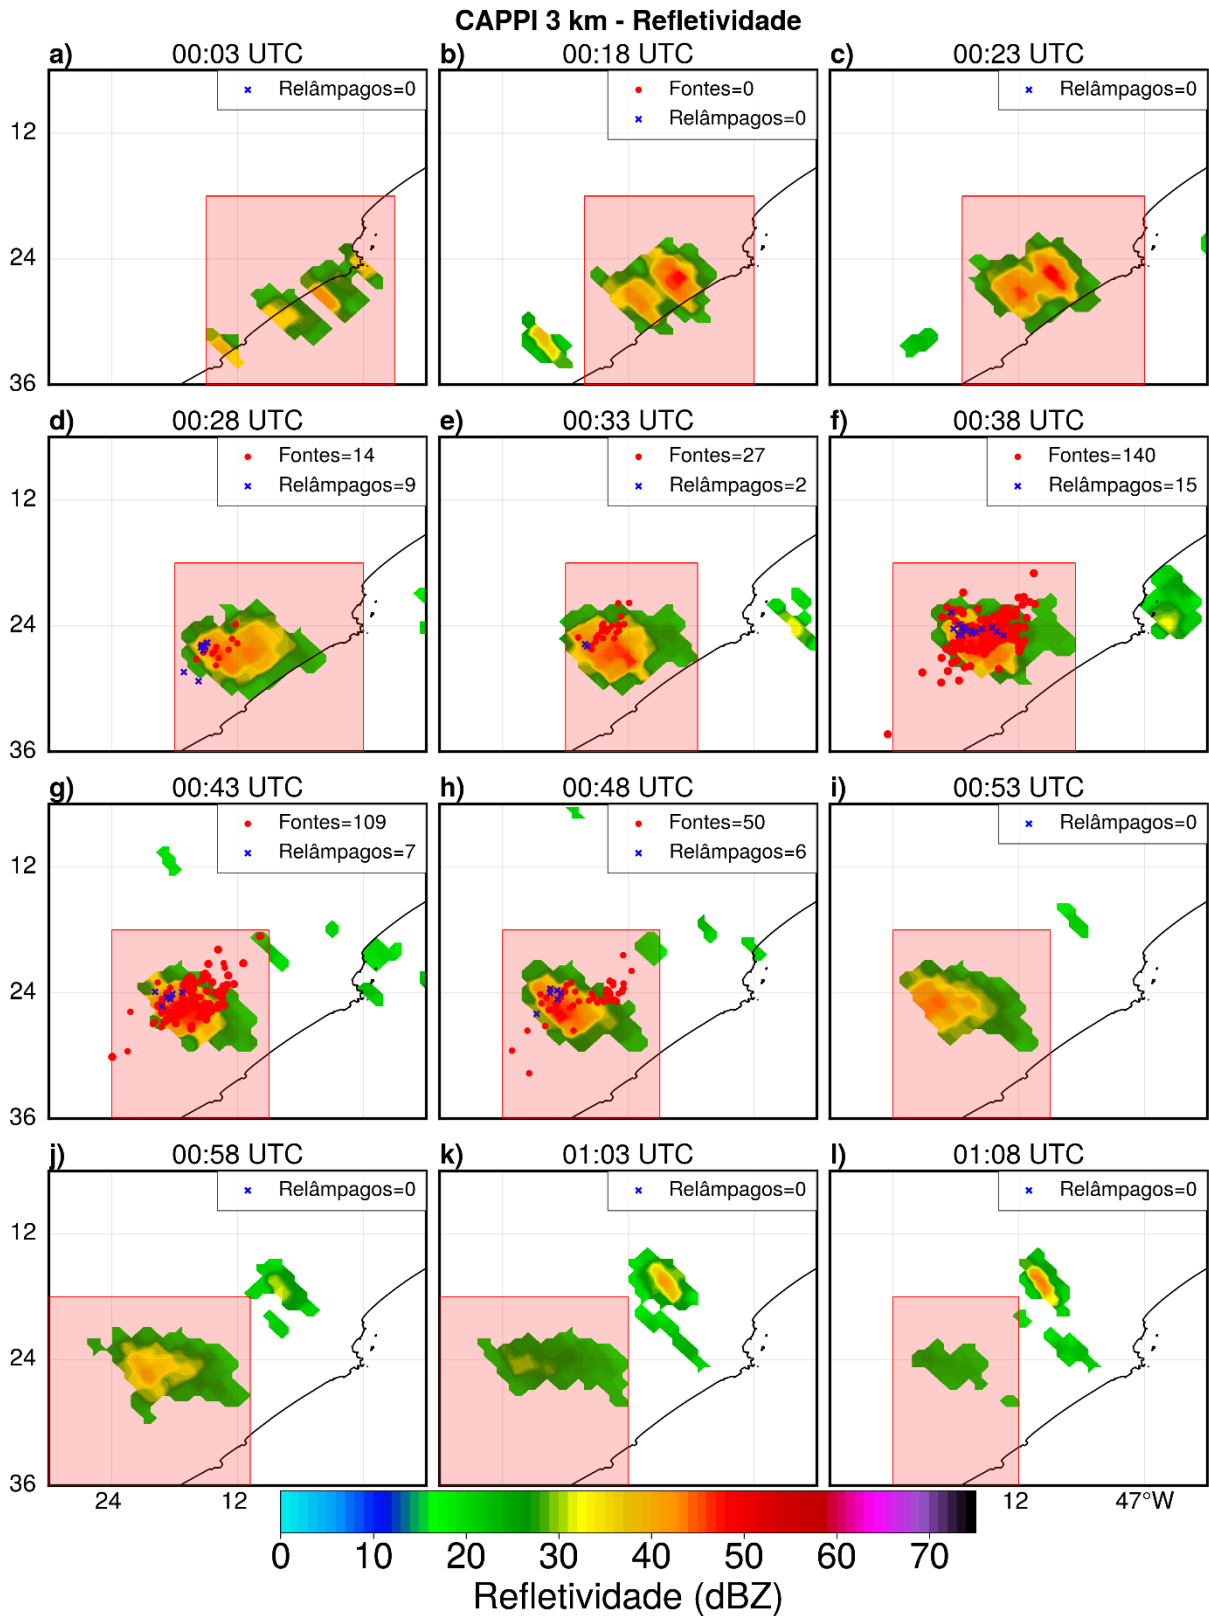 CAPPI 3 km - Refletividade
a) 00:03 UTC
Relâmpagos=0
b) 00:18 UTC
Fontes=0
Relâmpagos=0
c) 00:23 UTC
Relâmpagos=0
12
24
36
d) 00:28 UTC
Fontes=14
Relâmpagos=9
e) 00:33 UTC
Fontes=27
Relâmpagos=2
f) 00:38 UTC
Fontes=140
Relâmpagos=15
12
24
36
g) 00:43 UTC
Fontes=109
Relâmpagos=7
h) 00:48 UTC
Fontes=50
Relâmpagos=6
i) 00:53 UTC
Relâmpagos=0
12
24
36
j) 00:58 UTC
Relâmpagos=0
k) 01:03 UTC
Relâmpagos=0
l) 01:08 UTC
Relâmpagos=0
12
24
36
24 12 12 47°W
0 10 20 30 40 50 60 70
Refletividade (dBZ)